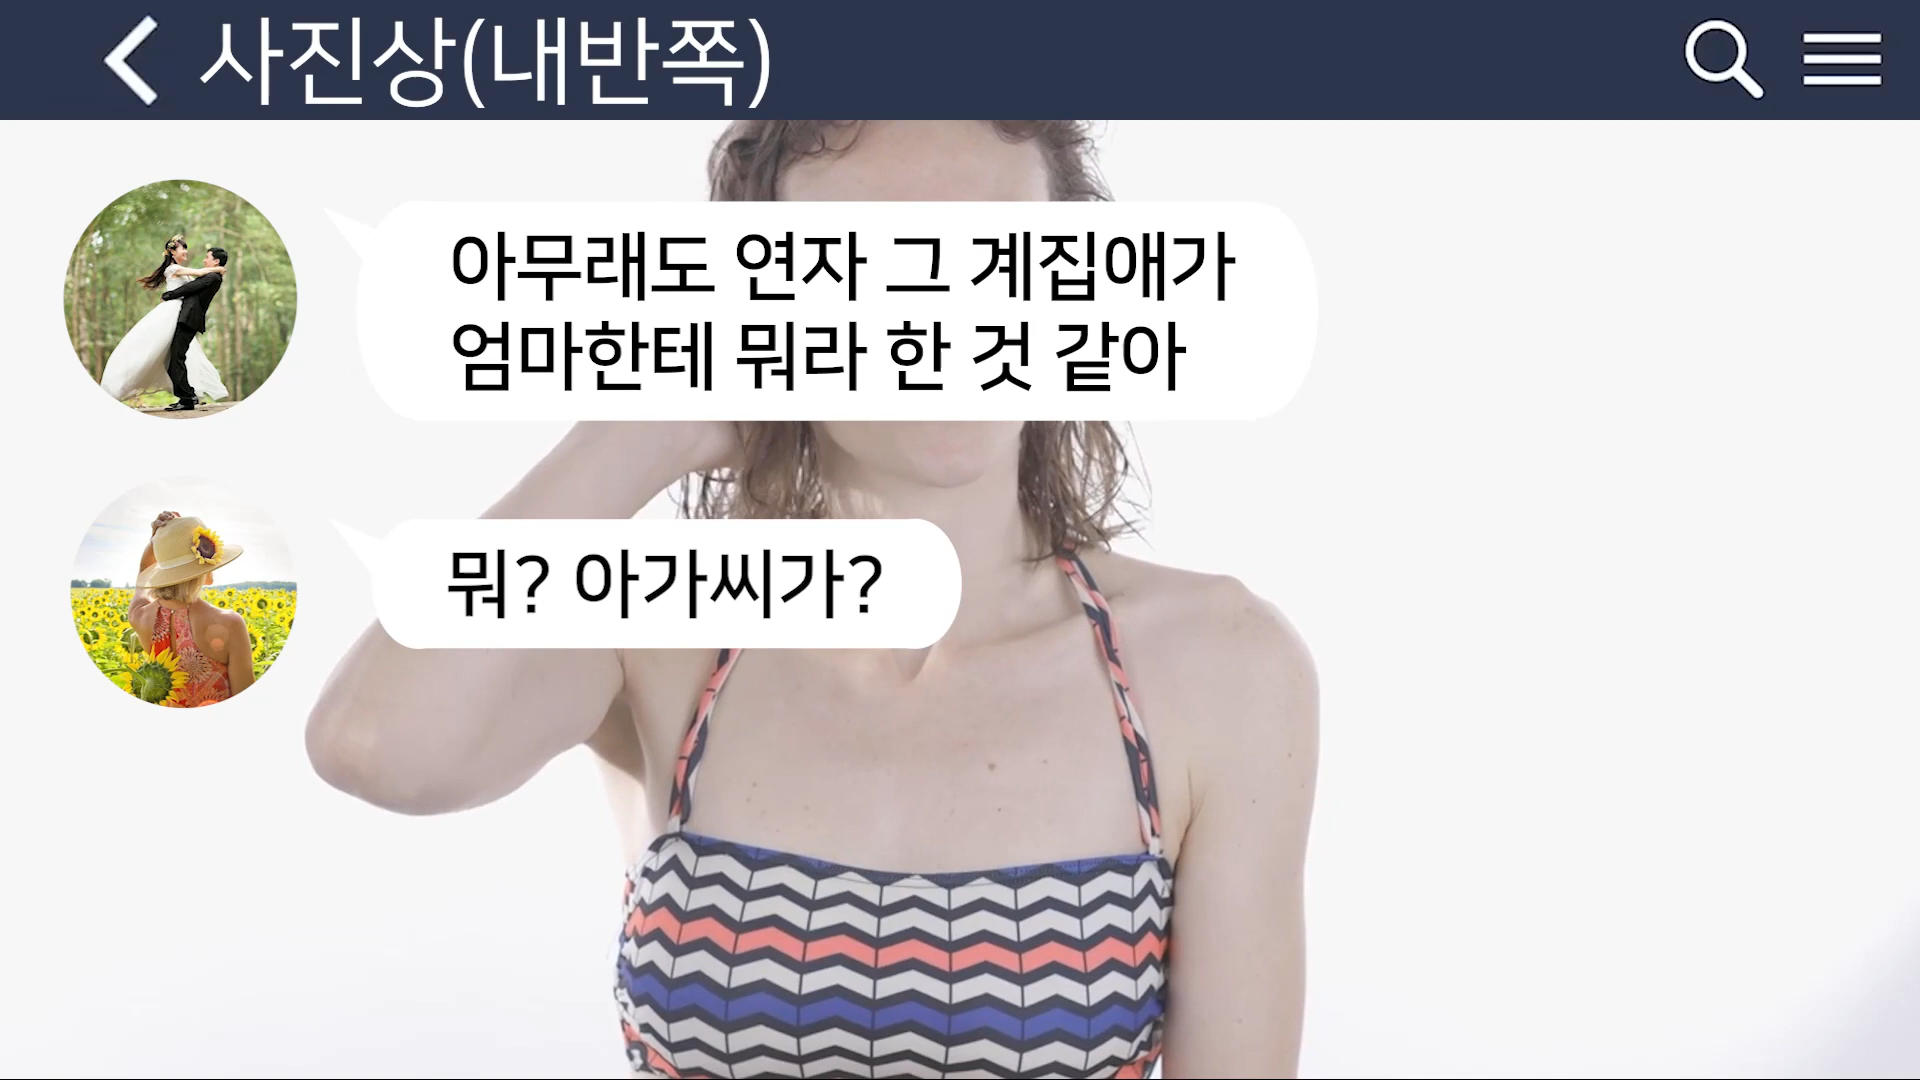 사진상(내반쪽)
아무래도 연자 그 계집애가
엄마한테 뭐라 한 것 같아
뭐? 아가씨가?